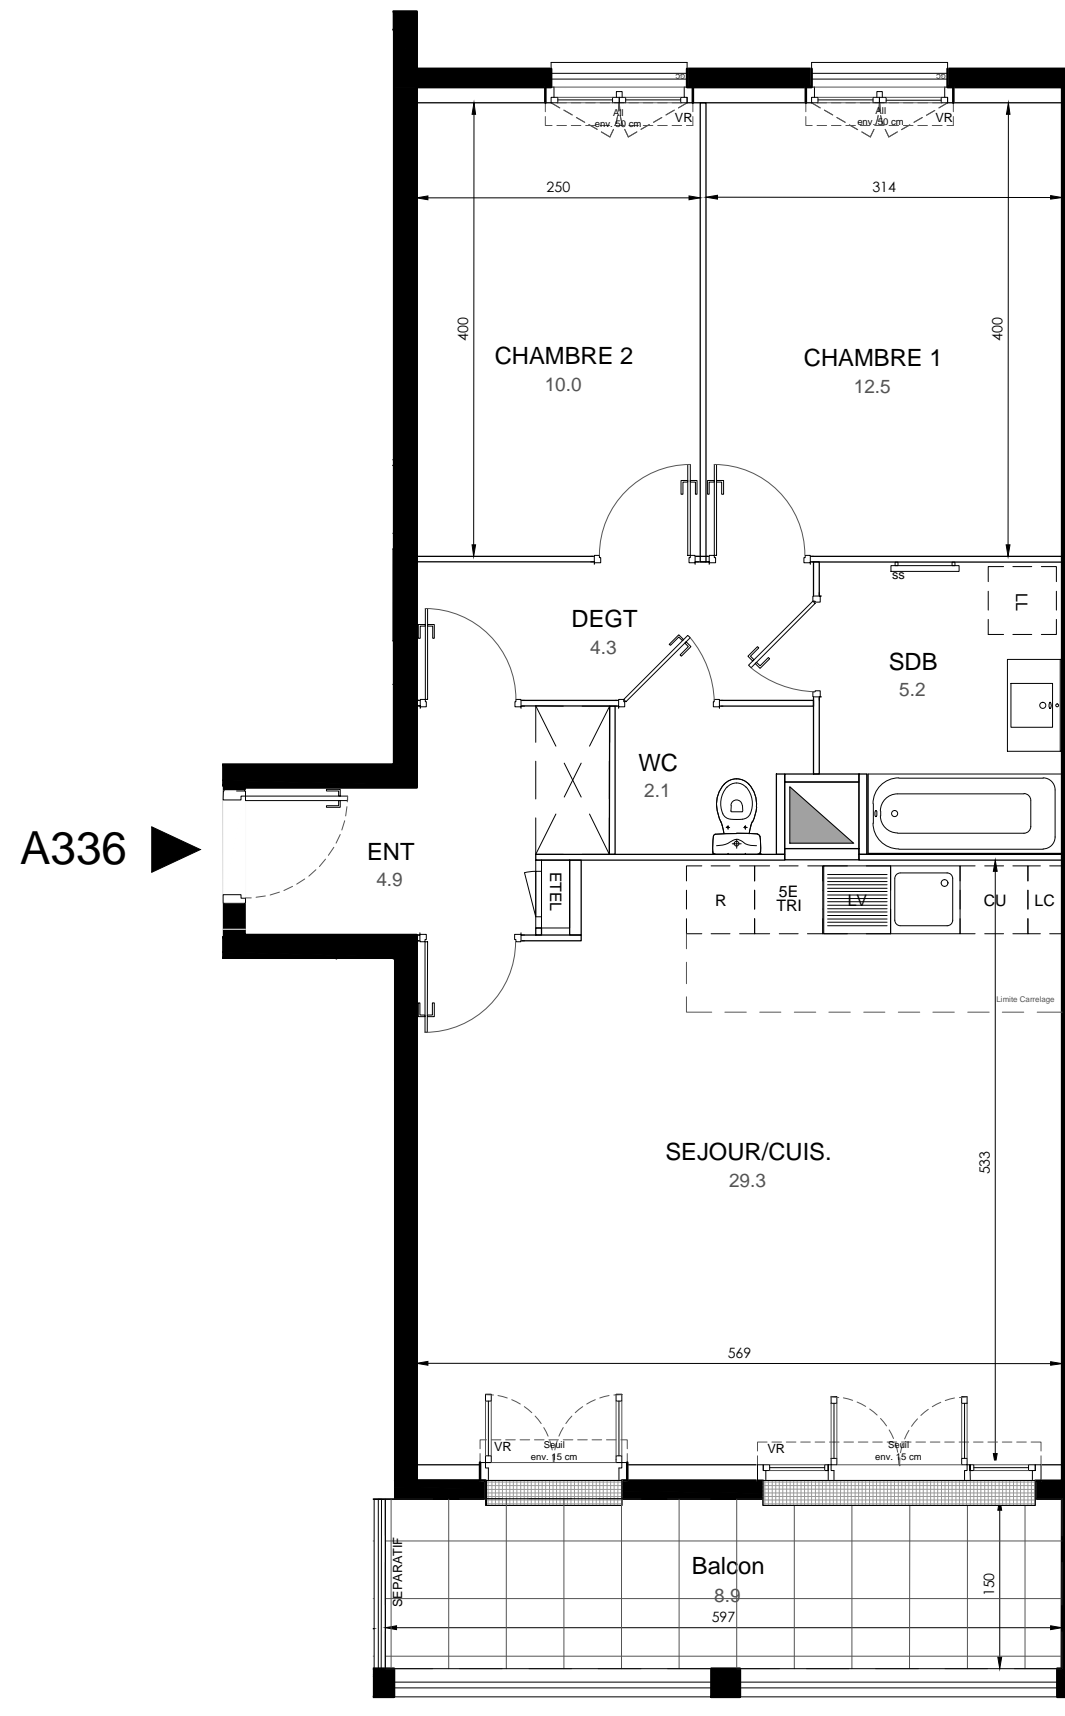 VR
VR
All
env. 50 cm
All
env. 50 cm
250
314
400
400
CHAMBRE 2
10.0
CHAMBRE 1
12.5
SS
LL
DEGT
4.3
SDB
5.2
WC
2.1
A336
ENT
4.9
ETEL
R
5E
TRI
LV
CU
LC
Limite Carrelage
SEJOUR/CUIS.
29.3
533
569
VR
Seuil
env. 15 cm
VR
Seuil
env. 15 cm
SEPARATIF
Balcon
8.9
150
597